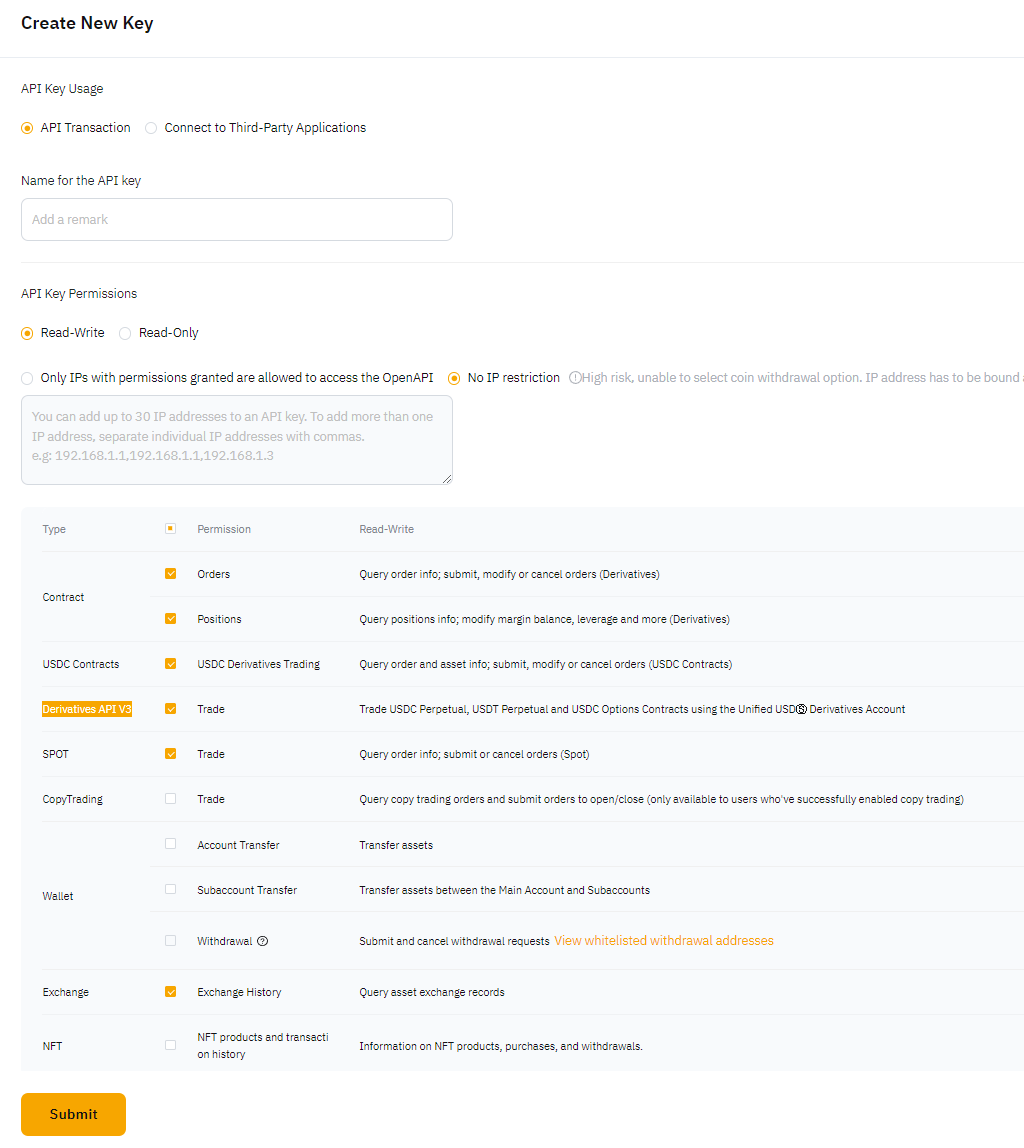 Create New Key
API Key Usage
API Transaction Connect to Third-Party Applications
Name for the API key
Add a remark
API Key Permissions
Read-Write Read-Only
Only IPs with permissions granted are allowed to access the OpenAPI No IP restriction High risk, unable to select coin withdrawal option. IP address has to be bound
You can add up to 30 IP addresses to an API key. To add more than one
IP address, separate individual IP addresses with commas.
e.g: 192.168.1.1,192.168.1.1,192.168.1.3
Type Permission Read-Write
Orders Query order info; submit, modify or cancel orders (Derivatives)
Contract
Positions Query positions info; modify margin balance, leverage and more (Derivatives)
USDC Contracts USDC Derivatives Trading Query order and asset info; submit, modify or cancel orders (USDC Contracts)
Derivatives API V3 Trade Trade USDC Perpetual, USDT Perpetual and USDC Options Contracts using the Unified USD Derivatives Account
SPOT Trade Query order info; submit or cancel orders (Spot)
CopyTrading Trade Query copy trading orders and submit orders to open/close (only available to users who've successfully enabled copy trading)
Account Transfer Transfer assets
Subaccount Transfer Transfer assets between the Main Account and Subaccounts
Wallet
Withdrawal Submit and cancel withdrawal requests View whitelisted withdrawal addresses
Exchange Exchange History Query asset exchange records
NFT products and transacti
NFT Information on NFT products, purchases, and withdrawals.
on history
Submit